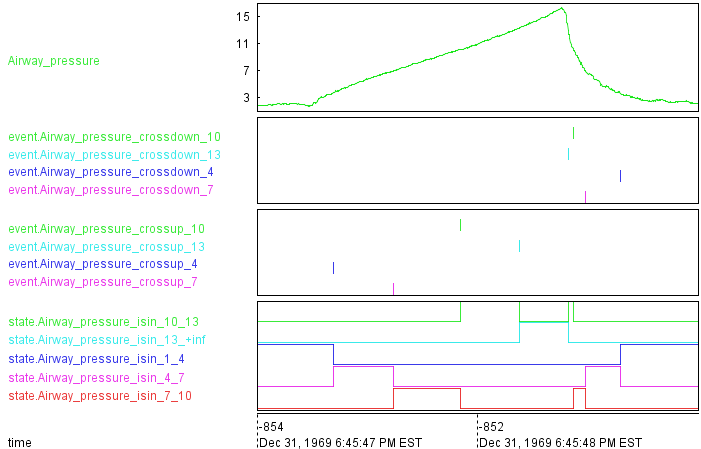 15
11
Airway_pressure
7
3
event.Airway_pressure_crossdown_10
event.Airway_pressure_crossdown_13
event.Airway_pressure_crossdown_4
event.Airway_pressure_crossdown_7
event.Airway_pressure_crossup_10
event.Airway_pressure_crossup_13
event.Airway_pressure_crossup_4
event.Airway_pressure_crossup_7
state.Airway_pressure_isin_10_13
state.Airway_pressure_isin_13_+inf
state.Airway_pressure_isin_1_4
state.Airway_pressure_isin_4_7
state.Airway_pressure_isin_7_10
-854 -852
time Dec 31, 1969 6:45:47 PM EST Dec 31, 1969 6:45:48 PM EST